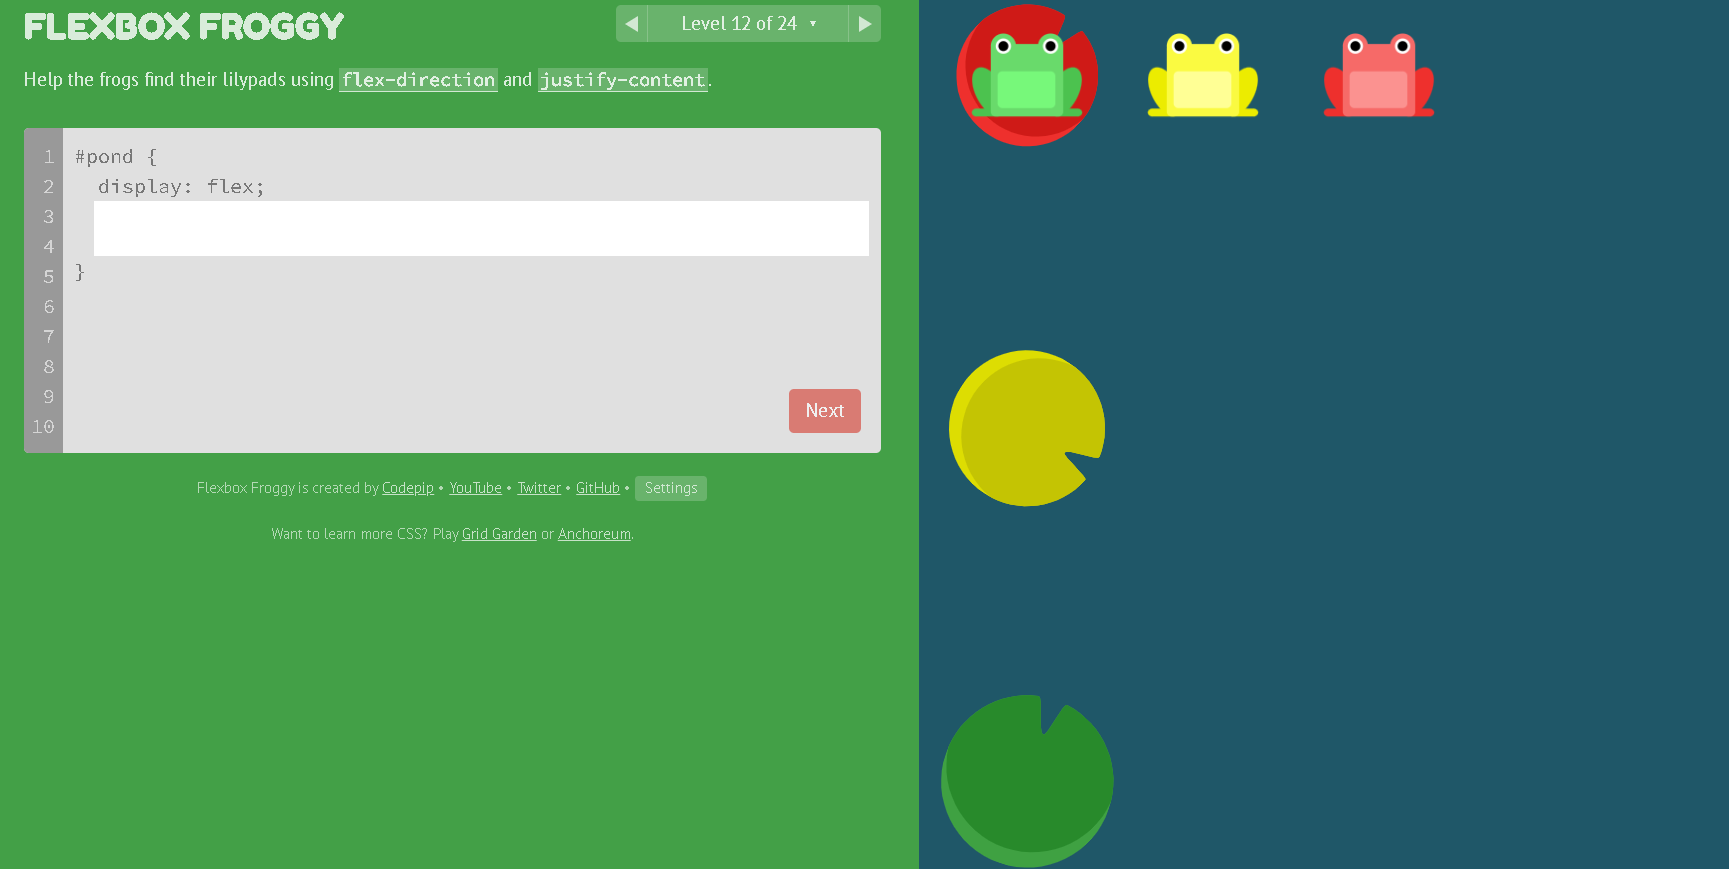 FLEXBOX FROGGY
Level 12 of 24 ▾
Help the frogs find their lilypads using flex-direction and justify-content.
1 #pond {
2 display: flex;
3
4
5 }
6
7
8
9
10
Next
Flexbox Froggy is created by Codepip • YouTube • Twitter • GitHub • Settings
Want to learn more CSS? Play Grid Garden or Anchoreum.